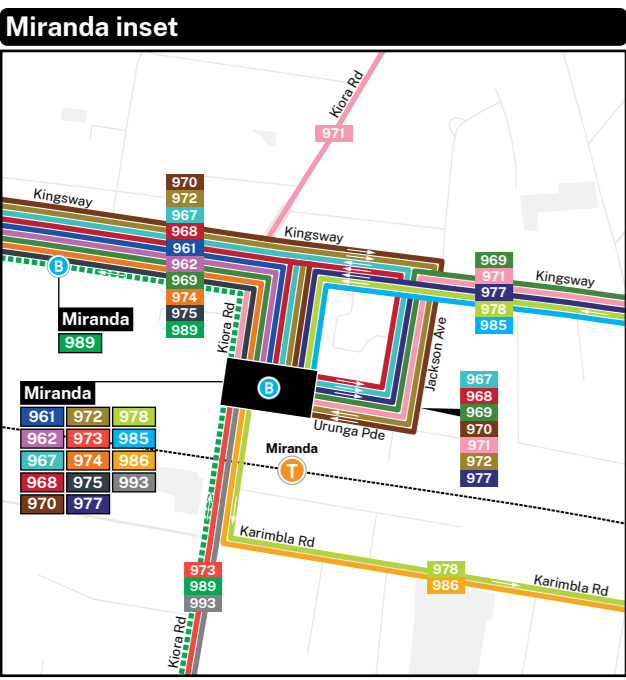 Miranda inset
Kiora Rd
971
970
972
967
968
961
962
969
974
975
989
Kingsway
Kingsway
969
971
977
978
985
Kingsway
B
Miranda
989
Kiora Rd
Jackson Ave
B
967
968
969
970
971
972
977
Miranda
961 972 978
962 973 985
967 974 986
968 975 993
970 977
Urunga Pde
Miranda
T
Karimbla Rd
973
989
993
978
986
Karimbla Rd
Kiora Rd